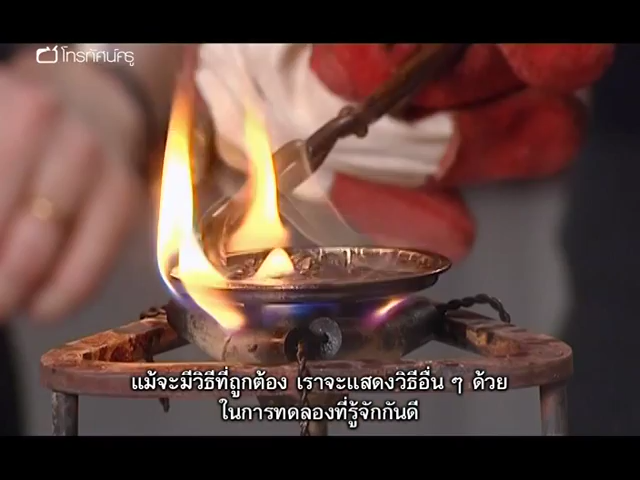 โทรทัศน์ครู
แม้จะมีวิธีที่ถูกต้อง เราจะแสดงวิธีอื่น ๆ ด้วย
ในการทดลองที่รู้จักกันดี